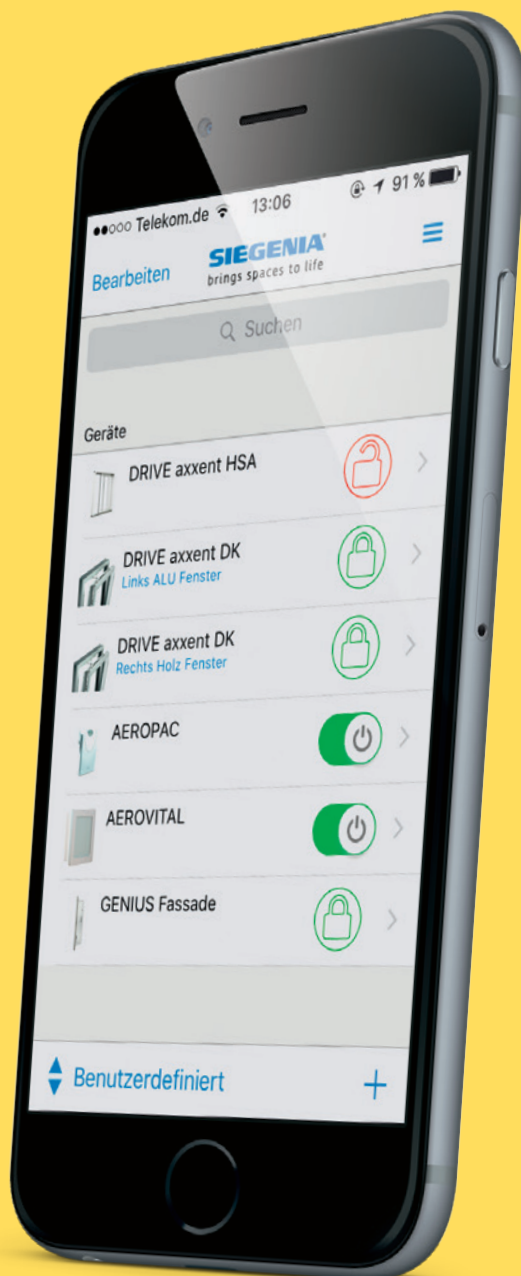 Telekom.de 13:06 91 %
Bearbeiten SIEGENIA®
brings spaces to life
Suchen
Geräte
DRIVE axxent HSA
DRIVE axxent DK
Links ALU Fenster
DRIVE axxent DK
Rechts Holz Fenster
AEROPAC
AEROVITAL
GENIUS Fassade
Benutzerdefiniert +